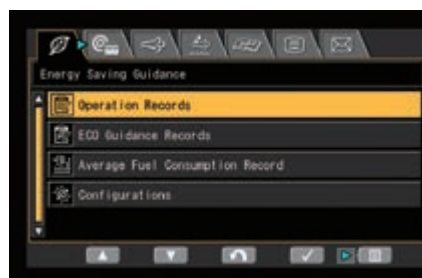 Energy Saving Guidance
Operation Records
ECO Guidance Records
Average Fuel Consumption Record
Configurations